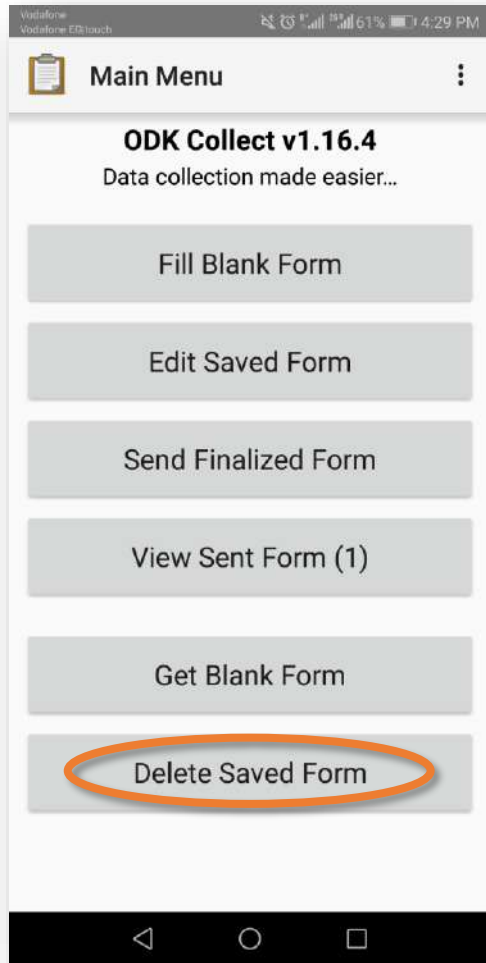 Vodafone
Vodafone EG:touch
61% 4:29 PM
Main Menu
ODK Collect v1.16.4
Data collection made easier...
Fill Blank Form
Edit Saved Form
Send Finalized Form
View Sent Form (1)
Get Blank Form
Delete Saved Form